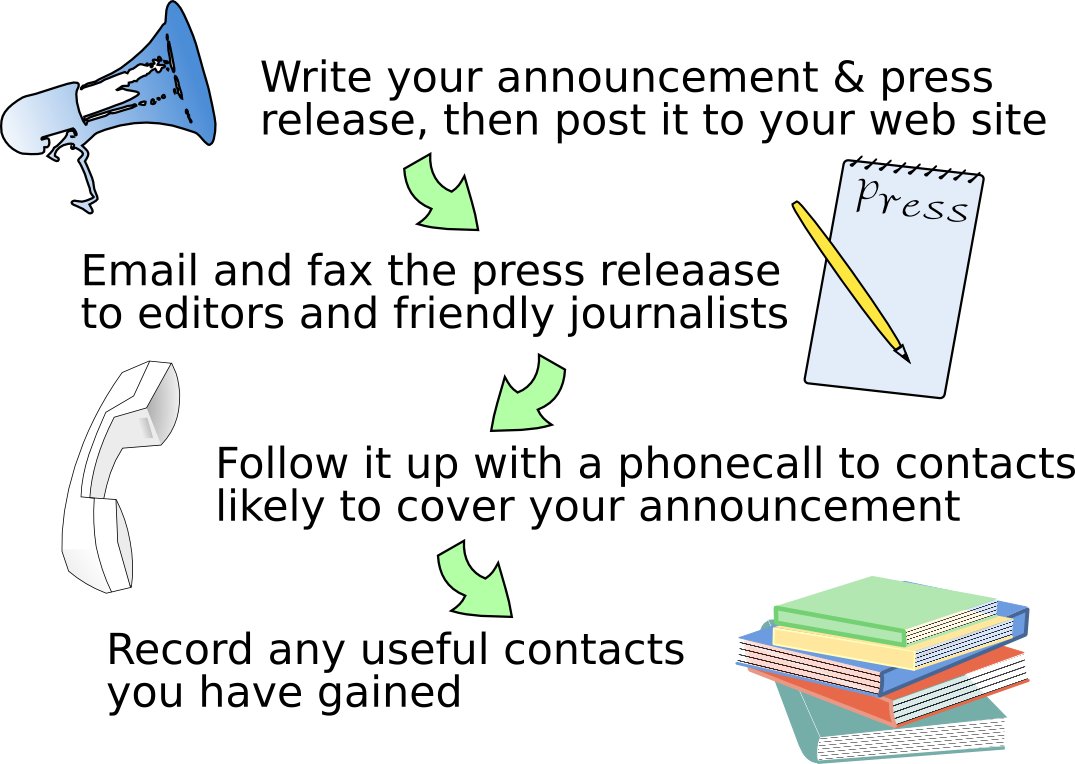 Write your announcement & press
release, then post it to your web site
Press
Email and fax the press releaase
to editors and friendly journalists
Follow it up with a phonecall to contacts
likely to cover your announcement
Record any useful contacts
you have gained